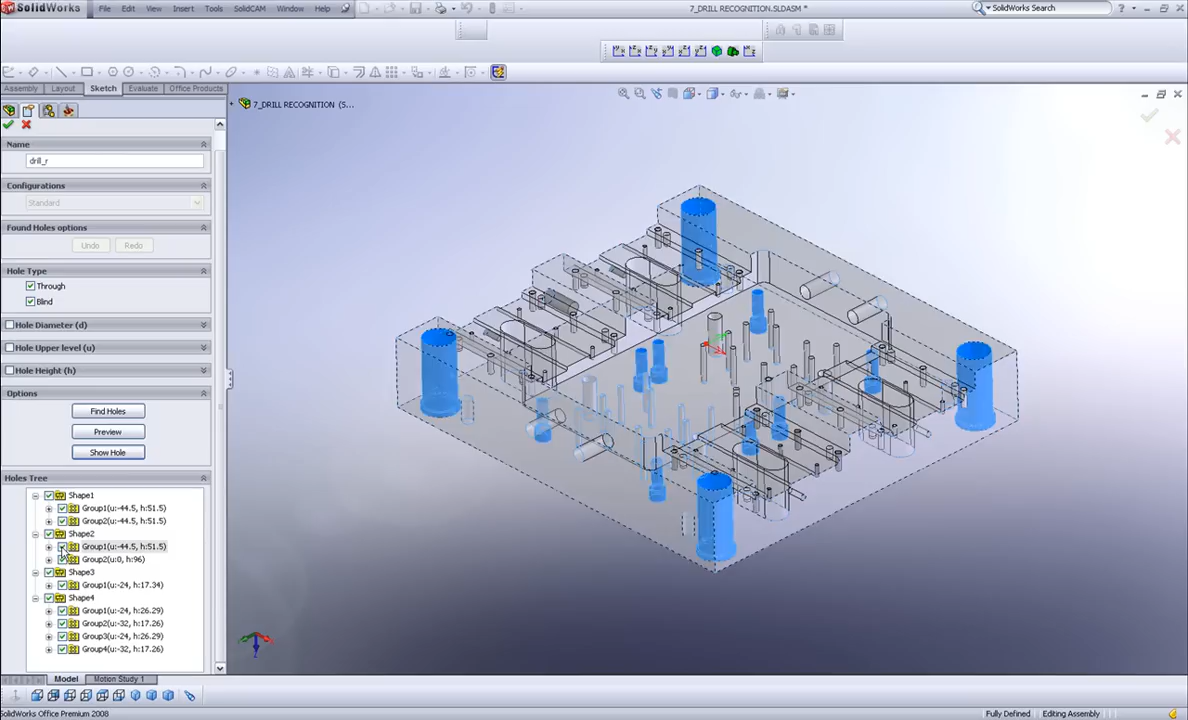 SolidWorks
File Edit View Insert Tools SolidCAM Window Help
7_DRILL RECOGNITION.SLDASM *
SolidWorks Search
Assembly Layout Sketch Evaluate Office Products
7_DRILL RECOGNITION (S...
Name
drill_r
Configurations
Standard
Found Holes options
Undo Redo
Hole Type
Through
Blind
Hole Diameter (d)
Hole Upper level (u)
Hole Height (h)
Options
Find Holes
Preview
Show Hole
Holes Tree
Shape1
Group1(u:-44.5, h:51.5)
Group2(u:-44.5, h:51.5)
Shape2
Group1(u:-44.5, h:51.5)
Group2(u:0, h:96)
Shape3
Group1(u:-24, h:17.34)
Shape4
Group1(u:-24, h:26.29)
Group2(u:-32, h:17.26)
Group3(u:-24, h:26.29)
Group4(u:-32, h:17.26)
Model Motion Study 1
SolidWorks Office Premium 2008
Fully Defined Editing Assembly